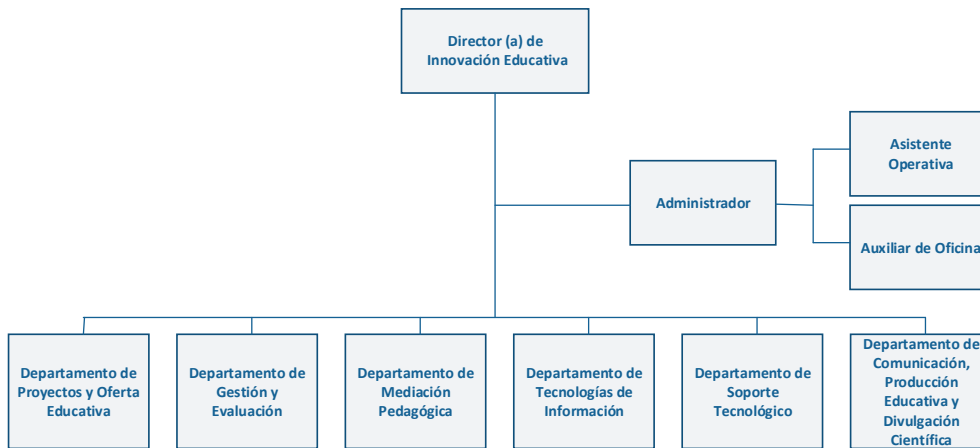 Director (a) de
Innovación Educativa
Asistente
Operativa
Administrador
Auxiliar de Oficina
Departamento de
Proyectos y Oferta
Educativa
Departamento de
Gestión y
Evaluación
Departamento de
Mediación
Pedagógica
Departamento de
Tecnologías de
Información
Departamento de
Soporte
Tecnológico
Departamento de
Comunicación,
Producción
Educativa y
Divulgación
Científica